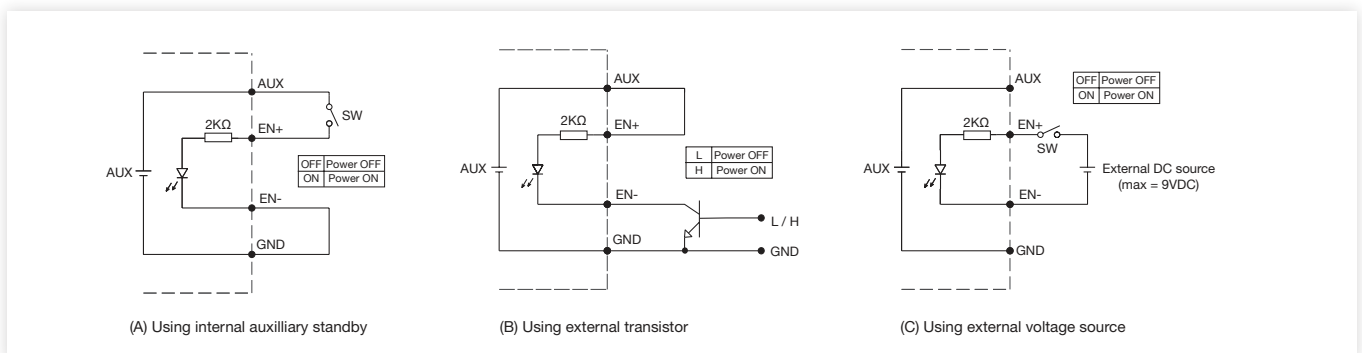 AUX
SW
2KΩ
EN+
OFF Power OFF
ON Power ON
AUX
EN-
GND
(A) Using internal auxilliary standby
AUX
2KΩ
EN+
L Power OFF
H Power ON
AUX
EN-
L / H
GND
GND
(B) Using external transistor
AUX
OFF Power OFF
ON Power ON
2KΩ
EN+
SW
AUX
External DC source
(max = 9VDC)
EN-
GND
(C) Using external voltage source